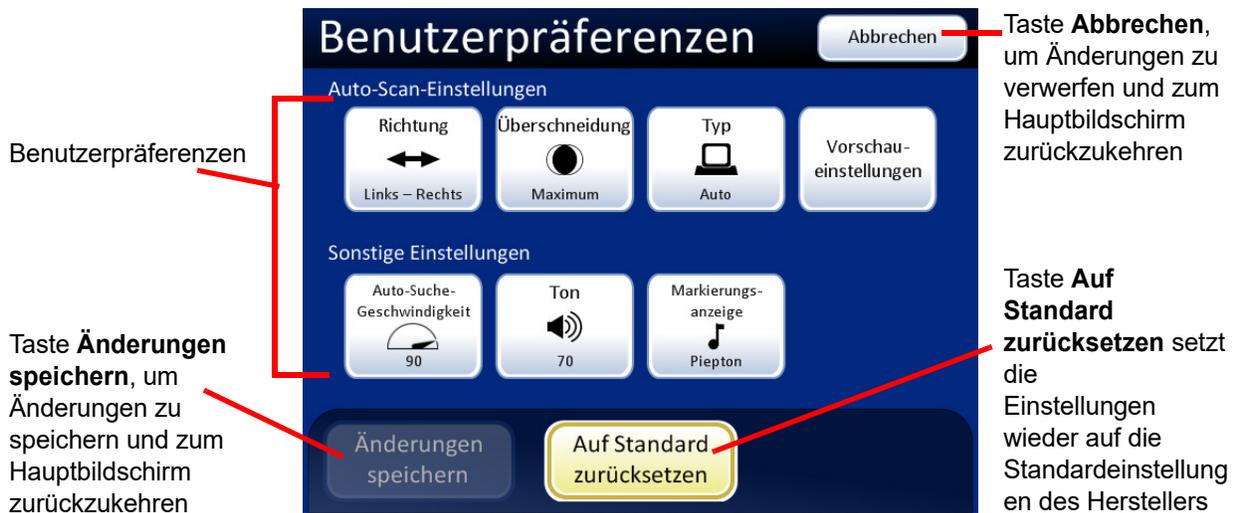 Benutzerpräferenzen
Abbrechen
Auto-Scan-Einstellungen
Richtung
Links – Rechts
Überschneidung
Maximum
Typ
Auto
Vorschau-
einstellungen
Sonstige Einstellungen
Auto-Suche-
Geschwindigkeit
90
Ton
70
Markierungs-
anzeige
Piepton
Änderungen
speichern
Auf Standard
zurücksetzen
Benutzerpräferenzen
Taste Änderungen
speichern, um
Änderungen zu
speichern und zum
Hauptbildschirm
zurückzukehren
Taste Abbrechen,
um Änderungen zu
verwerfen und zum
Hauptbildschirm
zurückzukehren
Taste Auf
Standard
zurücksetzen setzt
die
Einstellungen
wieder auf die
Standardeinstellung
en des Herstellers